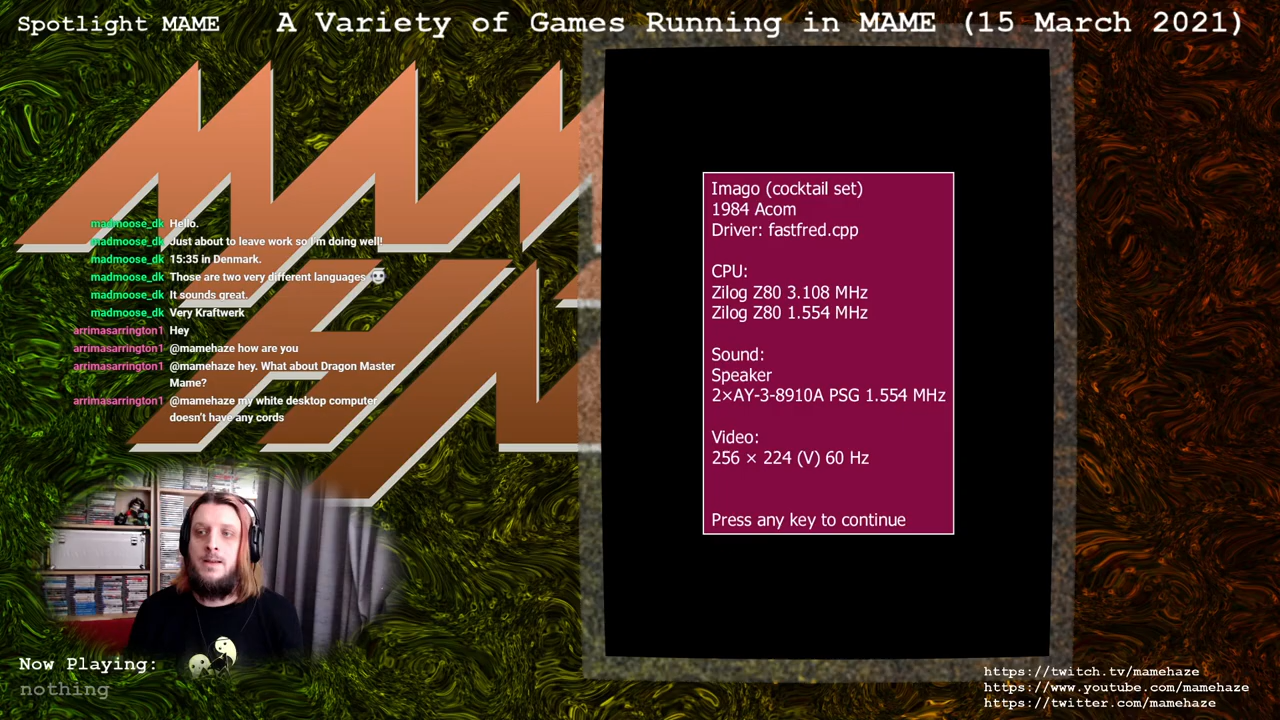 Spotlight MAME
A Variety of Games Running in MAME (15 March 2021)
madmoose_dk Hello.
madmoose_dk Just about to leave work so I'm doing well!
madmoose_dk 15:35 in Denmark.
madmoose_dk Those are two very different languages
madmoose_dk It sounds great.
madmoose_dk Very Kraftwerk
arrimasarrington1 Hey
arrimasarrington1 @mamehaze how are you
arrimasarrington1 @mamehaze hey. What about Dragon Master
Mame?
arrimasarrington1 @mamehaze my white desktop computer
doesn't have any cords
Imago (cocktail set)
1984 Acom
Driver: fastfred.cpp
CPU:
Zilog Z80 3.108 MHz
Zilog Z80 1.554 MHz
Sound:
Speaker
2×AY-3-8910A PSG 1.554 MHz
Video:
256 × 224 (V) 60 Hz
Press any key to continue
Now Playing:
nothing
https://twitch.tv/mamehaze
https://www.youtube.com/mamehaze
https://twitter.com/mamehaze